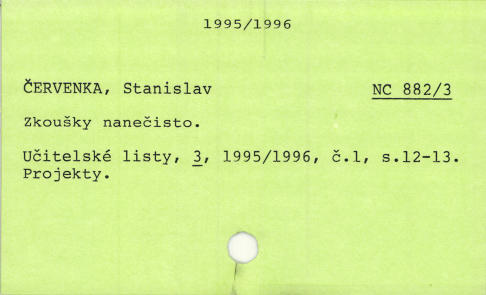 1995/1996
ČERVENKA, Stanislav NC 882/3
Zkoušky nanečisto.
Učitelské listy, 3, 1995/1996, č.1, s.12-13.
Projekty.